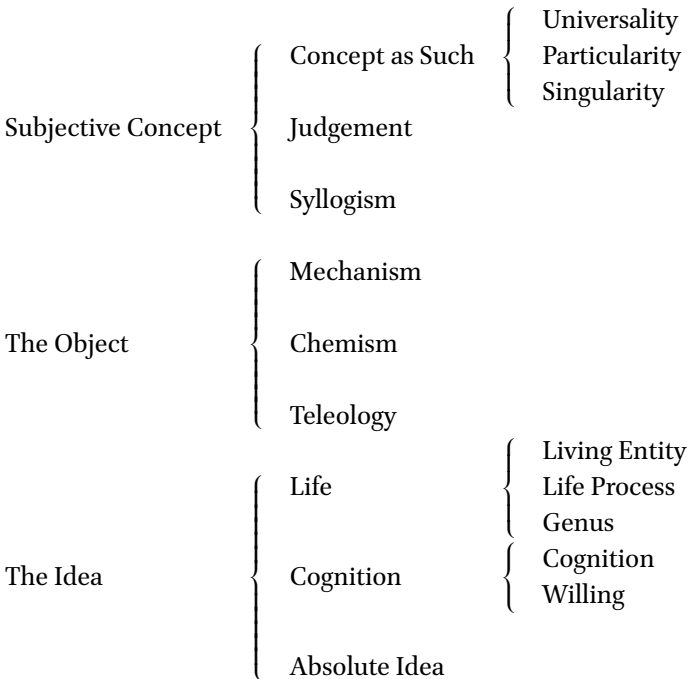 Universality
Concept as Such Particularity
Singularity
Subjective Concept Judgement
Syllogism
Mechanism
The Object Chemism
Teleology
Living Entity
Life Life Process
Genus
Cognition
The Idea Cognition
Willing
Absolute Idea